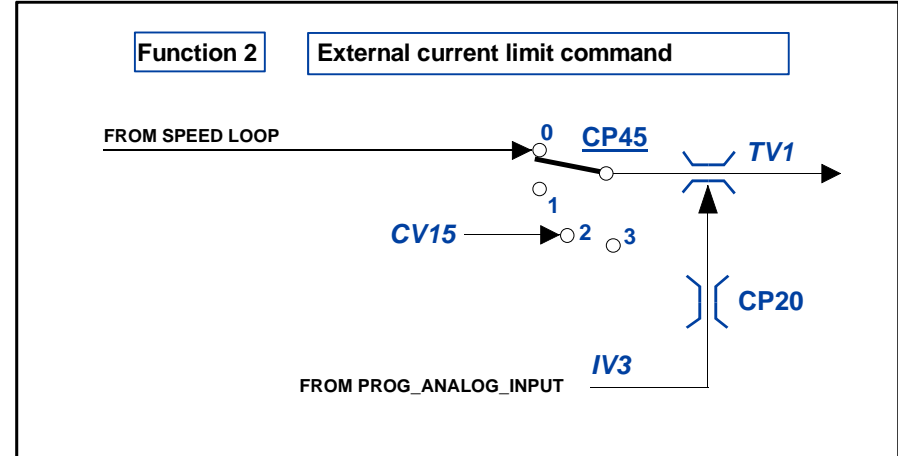 Function 2
External current limit command
FROM SPEED LOOP
0
CP45
TV1
1
CV15
2
3
CP20
IV3
FROM PROG_ANALOG_INPUT